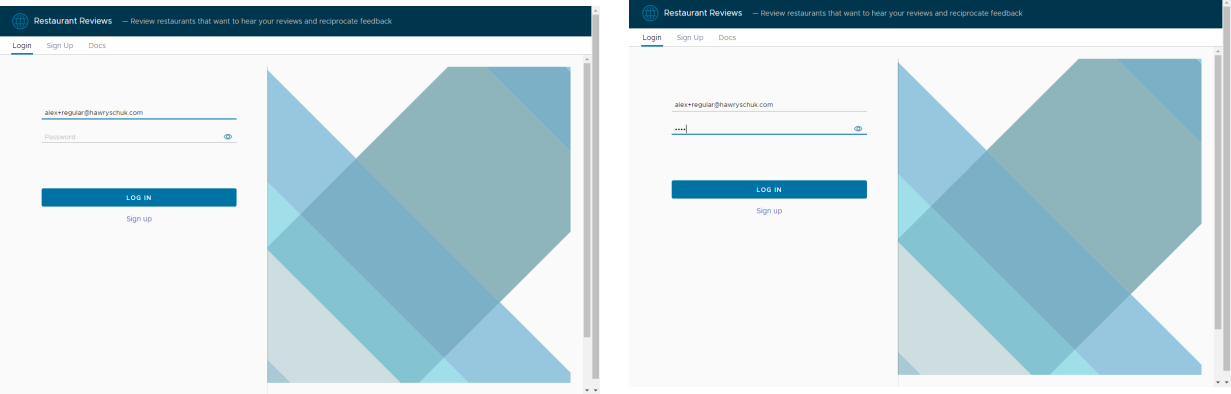 Restaurant Reviews — Review restaurants that want to hear your reviews and reciprocate feedback
Login Sign Up Docs
alex+regular@hawryschuk.com
Password
LOG IN
Sign up
Restaurant Reviews — Review restaurants that want to hear your reviews and reciprocate feedback
Login Sign Up Docs
alex+regular@hawryschuk.com
••••
LOG IN
Sign up